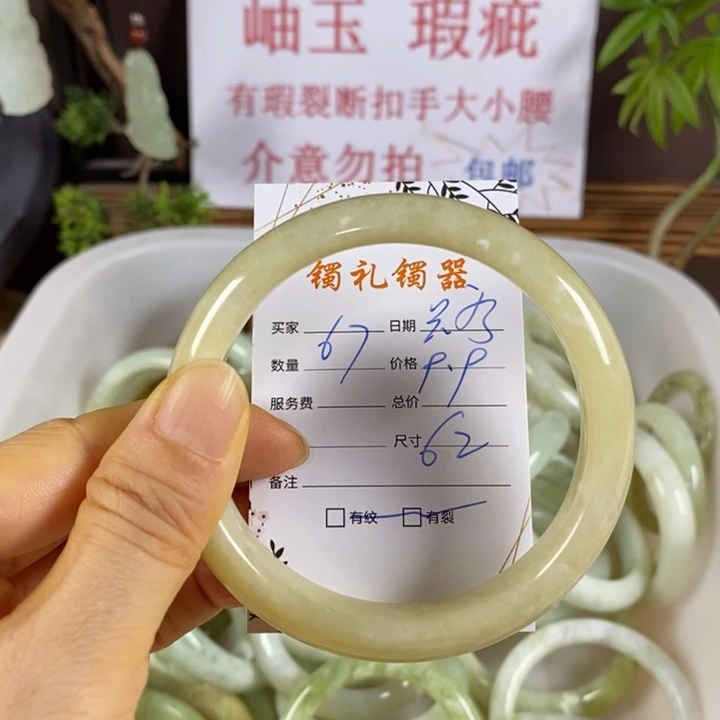 岫玉 瑕疵
有瑕裂断扣手大小腰
介意勿拍 包邮
镯礼镯器
买家 67 日期
数量 价格 9.9
服务费 总价
尺寸 62
备注
□有纹 □有裂